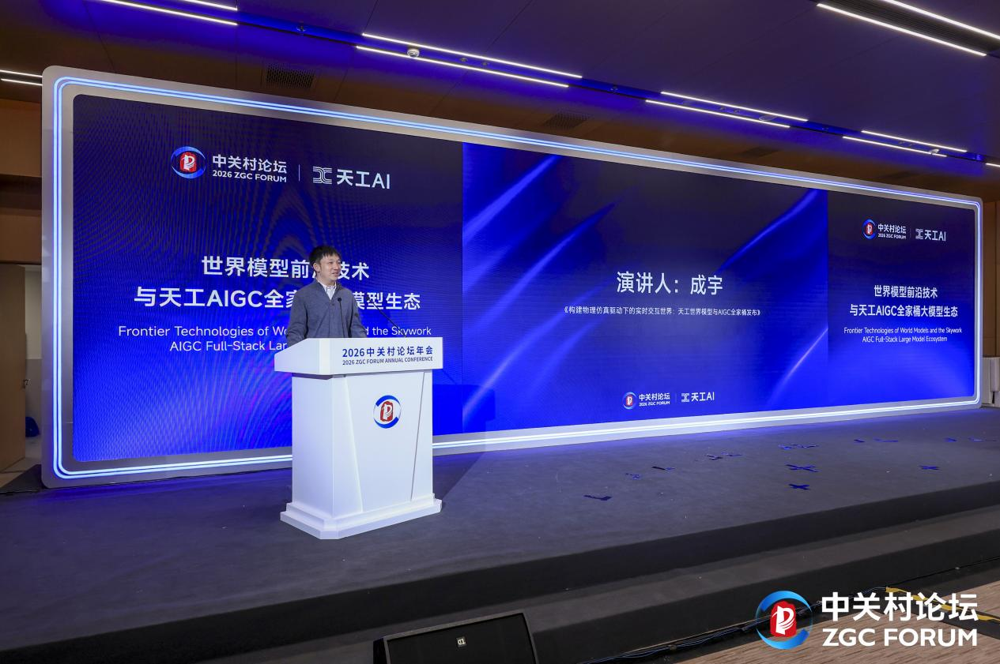 中关村论坛
2026 ZGC FORUM
天工AI
世界模型前沿技术
与天工AIGC全家 模型生态
Frontier Technologies of Wo d the Skywork
AIGC Full-Stack Lar
演讲人：成宇
《构建物理仿真驱动下的实时交互世界：天工世界模型与AIGC全家桶发布》
中关村论坛
2026 ZGC FORUM
天工AI
中关村论坛
2026 ZGC FORUM
天工AI
世界模型前沿技术
与天工AIGC全家桶大模型生态
Frontier Technologies of World Models and the Skywork
AIGC Full-Stack Large Model Ecosystem
2026中关村论坛年会
2026 ZGC FORUM ANNUAL CONFERENCE
中关村论坛
ZGC FORUM